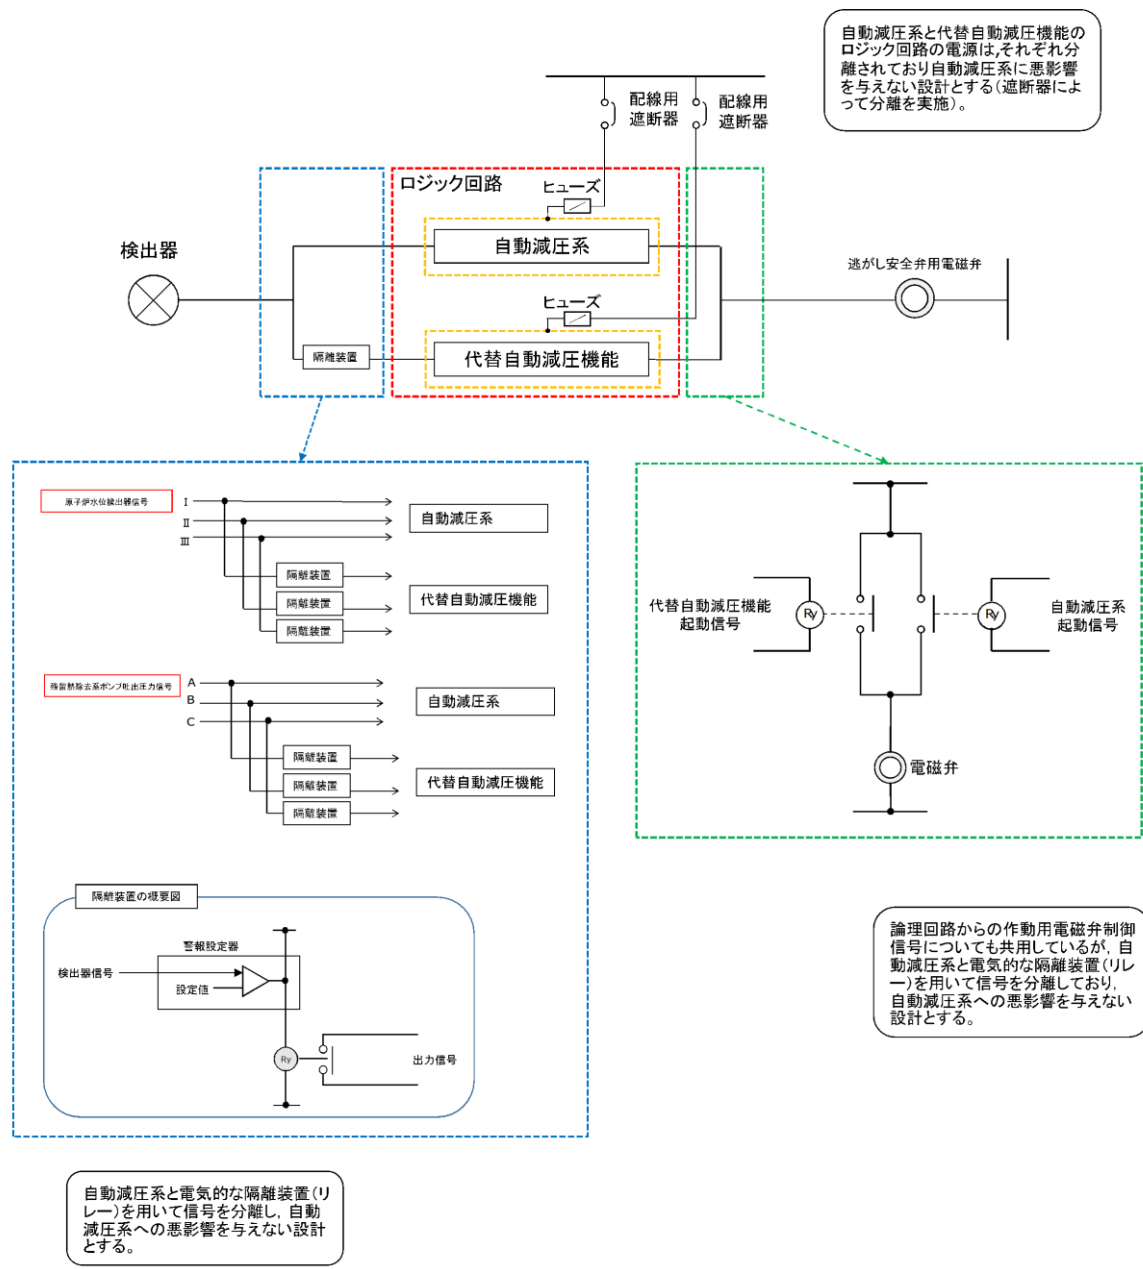 自動減圧系と代替自動減圧機能の
ロジック回路の電源は,それぞれ分
離されており自動減圧系に悪影響
を与えない設計とする(遮断器によ
って分離を実施)。
配線用
遮断器
配線用
遮断器
ロジック回路
ヒューズ
自動減圧系
検出器
逃がし安全弁用電磁弁
ヒューズ
隔離装置
代替自動減圧機能
原子炉水位検出器信号
Ⅰ
Ⅱ
Ⅲ
自動減圧系
隔離装置
隔離装置
隔離装置
代替自動減圧機能
残留熱除去系ポンプ吐出圧力信号
A
B
C
自動減圧系
隔離装置
隔離装置
隔離装置
代替自動減圧機能
代替自動減圧機能
起動信号
Ry
Ry
自動減圧系
起動信号
電磁弁
隔離装置の概要図
警報設定器
検出器信号
設定値
Ry
出力信号
論理回路からの作動用電磁弁制御
信号についても共用しているが,自
動減圧系と電気的な隔離装置(リレ
ー)を用いて信号を分離しており,
自動減圧系への悪影響を与えない
設計とする。
自動減圧系と電気的な隔離装置(リ
レー)を用いて信号を分離し,自動
減圧系への悪影響を与えない設計
とする。